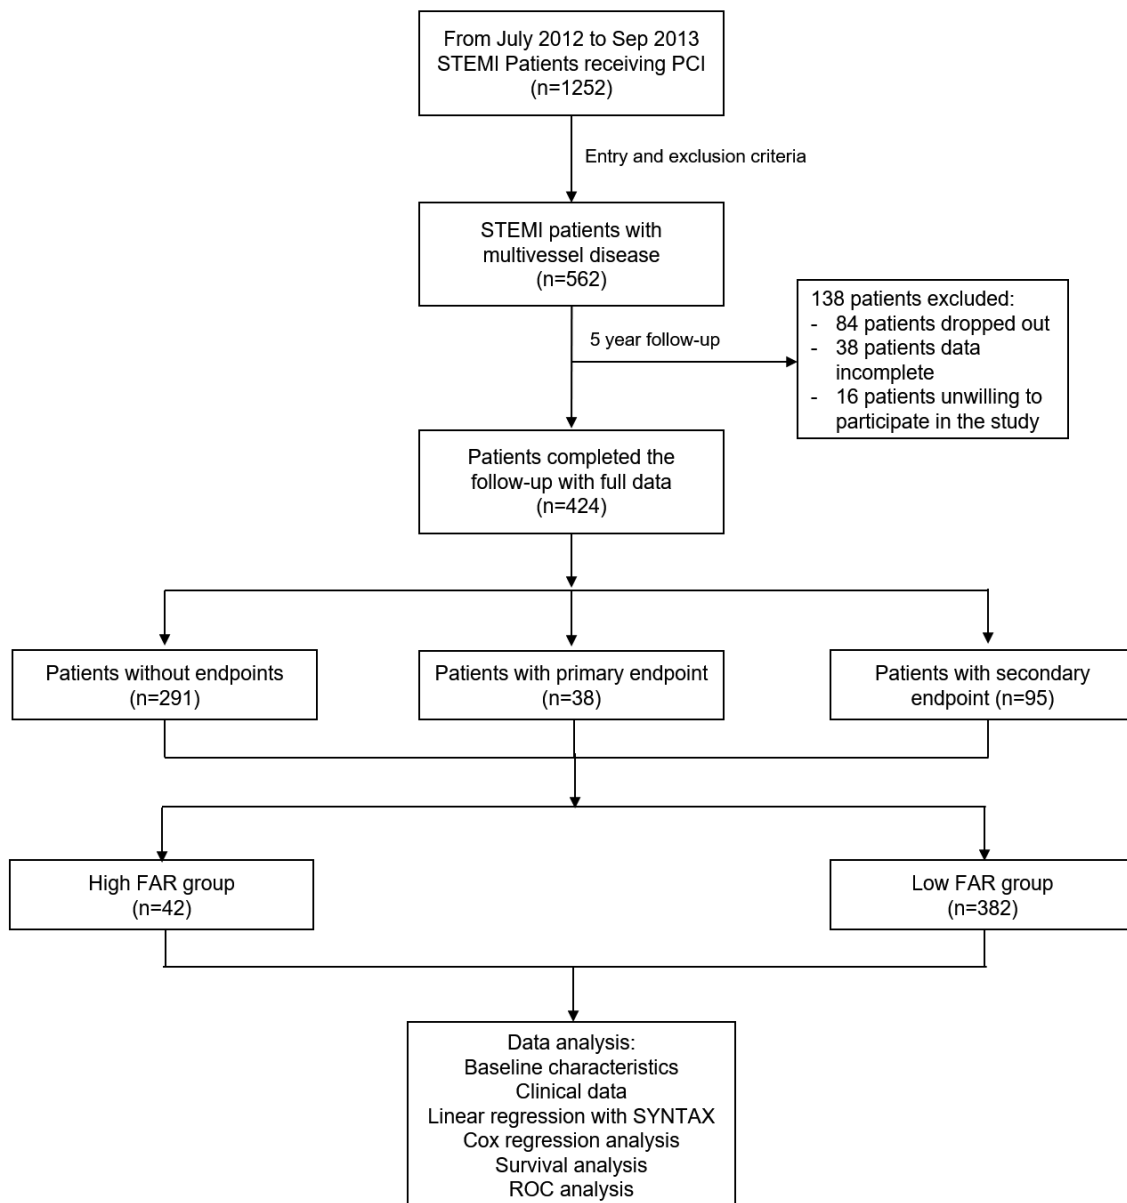 From July 2012 to Sep 2013
STEMI Patients receiving PCI
(n=1252)
Entry and exclusion criteria
STEMI patients with
multivessel disease
(n=562)
138 patients excluded:
- 84 patients dropped out
- 38 patients data
incomplete
- 16 patients unwilling to
participate in the study
5 year follow-up
Patients completed the
follow-up with full data
(n=424)
Patients without endpoints
(n=291)
Patients with primary endpoint
(n=38)
Patients with secondary
endpoint (n=95)
High FAR group
(n=42)
Low FAR group
(n=382)
Data analysis:
Baseline characteristics
Clinical data
Linear regression with SYNTAX
Cox regression analysis
Survival analysis
ROC analysis